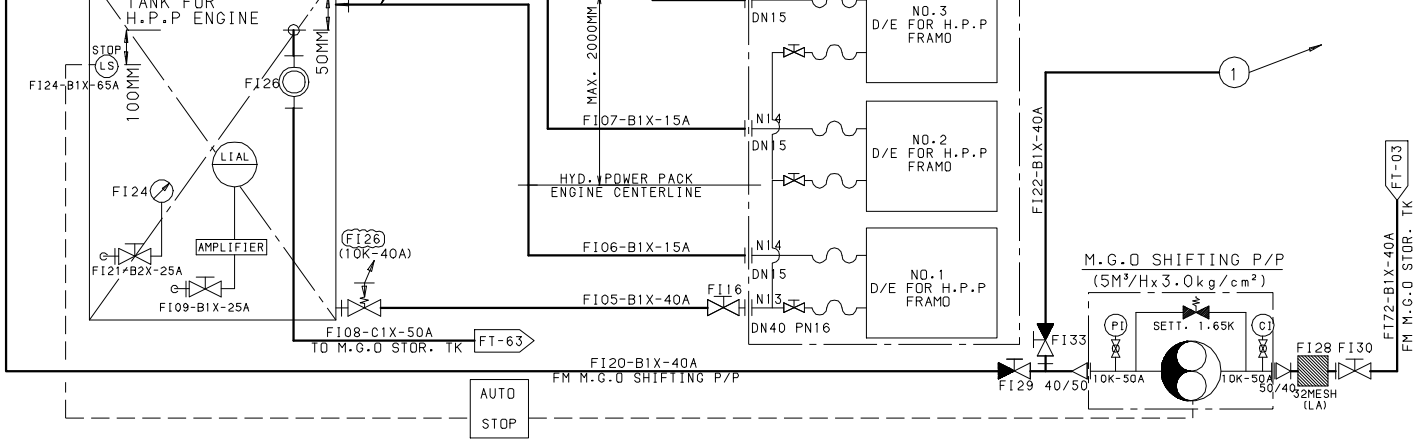 TANK FOR
H.P.P ENGINE
STOP
LS
FI24-B1X-65A
100MM
50MM
FI26
LIAL
FI24
AMPLIFIER
FI21-B2X-25A
FI09-B1X-25A
FI26
(10K-40A)
FI08-C1X-50A
TO M.G.O STOR. TK
FT-63
FI20-B1X-40A
FM M.G.O SHIFTING P/P
AUTO
STOP
MAX. 2000MM
FI07-B1X-15A
HYD. POWER PACK
ENGINE CENTERLINE
FI06-B1X-15A
FI05-B1X-40A
FI16
DN15
N14
DN15
N14
DN15
N13
DN40 PN16
NO.3
D/E FOR H.P.P
FRAMO
NO.2
D/E FOR H.P.P
FRAMO
NO.1
D/E FOR H.P.P
FRAMO
FI22-B1X-40A
1
FT-03
FT72-B1X-40A
FM M.G.O STOR. TK
M.G.O SHIFTING P/P
(5M³/Hx3.0kg/cm²)
PI
SETT. 1.65K
CI
FI33
FI29
40/50
10K-50A
10K-50A
50/40
FI28
FI30
32MESH
(LA)